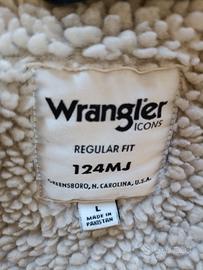 Wrangler
ICONS
REGULAR FIT
124MJ
GREENSBORO, N. CAROLINA, U.S.A.
L
MADE IN
PAKISTAN